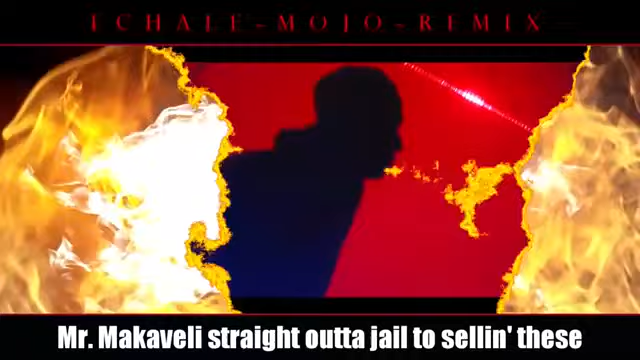 TCHALE-MOJO-REMIX
Mr. Makaveli straight outta jail to sellin' these